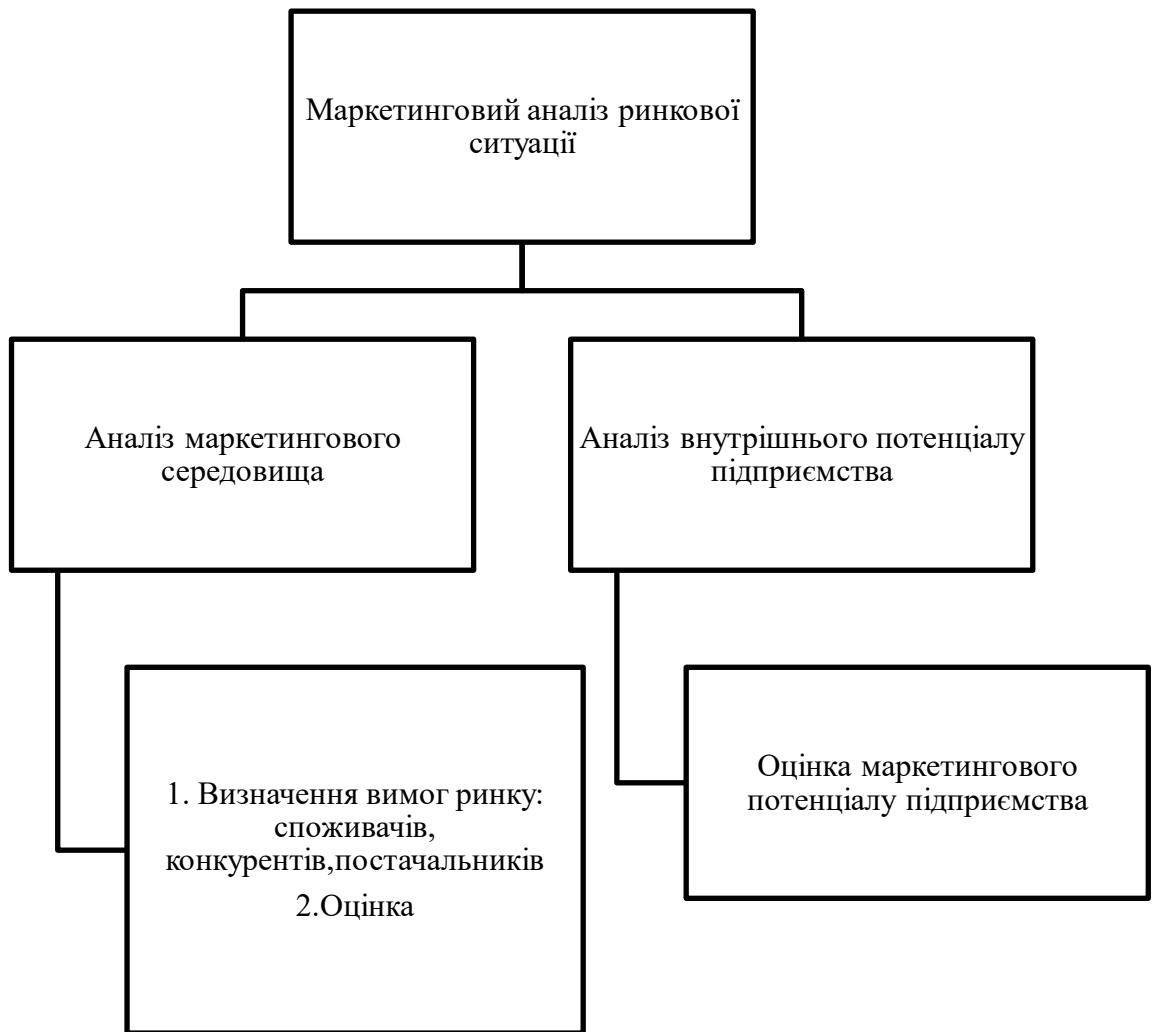 Маркетинговий аналіз ринкової
ситуації
Аналіз маркетингового
середовища
Аналіз внутрішнього потенціалу
підприємства
1. Визначення вимог ринку:
споживачів,
конкурентів,постачальників
2.Оцінка
Оцінка маркетингового
потенціалу підприємства